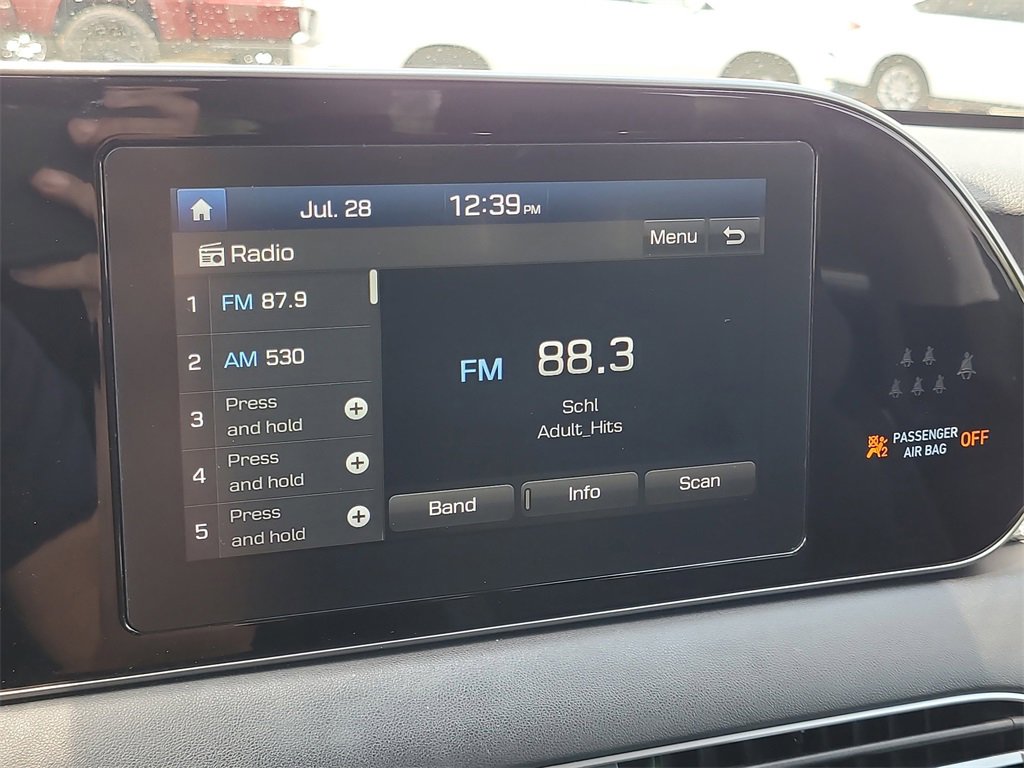 Jul. 28 12:39 PM
Radio Menu
1 FM 87.9
2 AM 530
3 Press
and hold
4 Press
and hold
5 Press
and hold
FM 88.3
Schl
Adult_Hits
Band Info Scan
2 PASSENGER
AIR BAG OFF